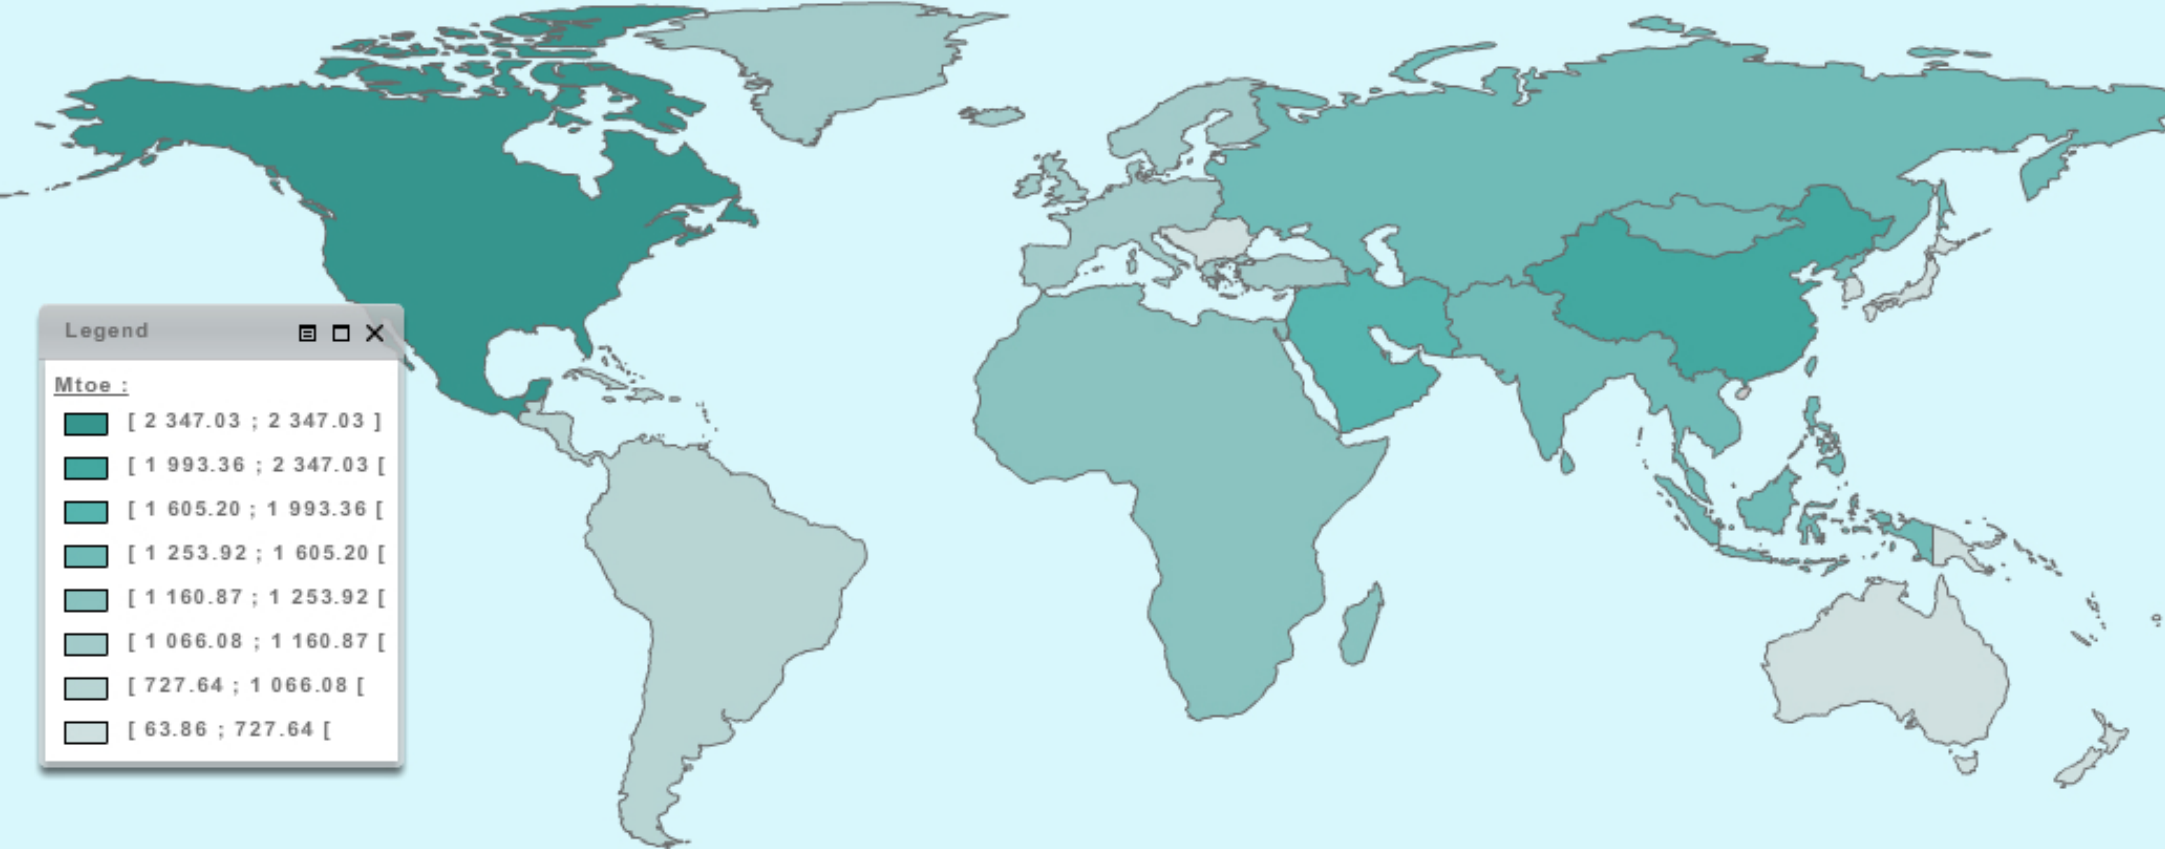 Legend
Mtoe :
[ 2 347.03 ; 2 347.03 ]
[ 1 993.36 ; 2 347.03 [
[ 1 605.20 ; 1 993.36 [
[ 1 253.92 ; 1 605.20 [
[ 1 160.87 ; 1 253.92 [
[ 1 066.08 ; 1 160.87 [
[ 727.64 ; 1 066.08 [
[ 63.86 ; 727.64 [